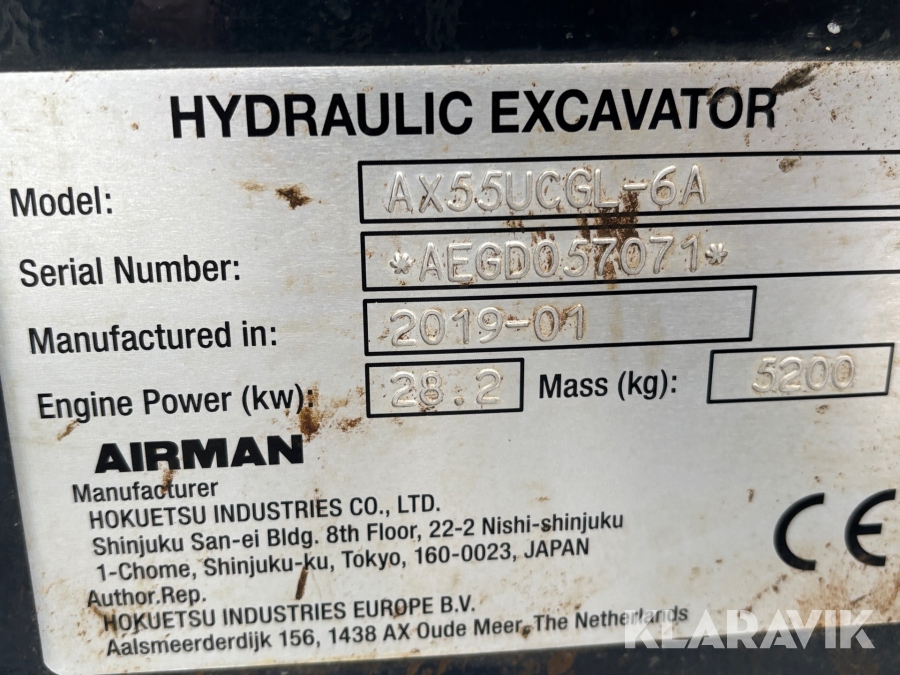 HYDRAULIC EXCAVATOR
Model: AX55UCGL-6A
Serial Number: *AEGD057071*
Manufactured in: 2019-01
Engine Power (kw): 28.2 Mass (kg): 5200
AIRMAN
Manufacturer
HOKUETSU INDUSTRIES CO., LTD.
Shinjuku San-ei Bldg. 8th Floor, 22-2 Nishi-shinjuku
1-Chome, Shinjuku-ku, Tokyo, 160-0023, JAPAN
CE
Author.Rep.
HOKUETSU INDUSTRIES EUROPE B.V.
Aalsmeerderdijk 156, 1438 AX Oude Meer, The Netherlands
KLARAVIK